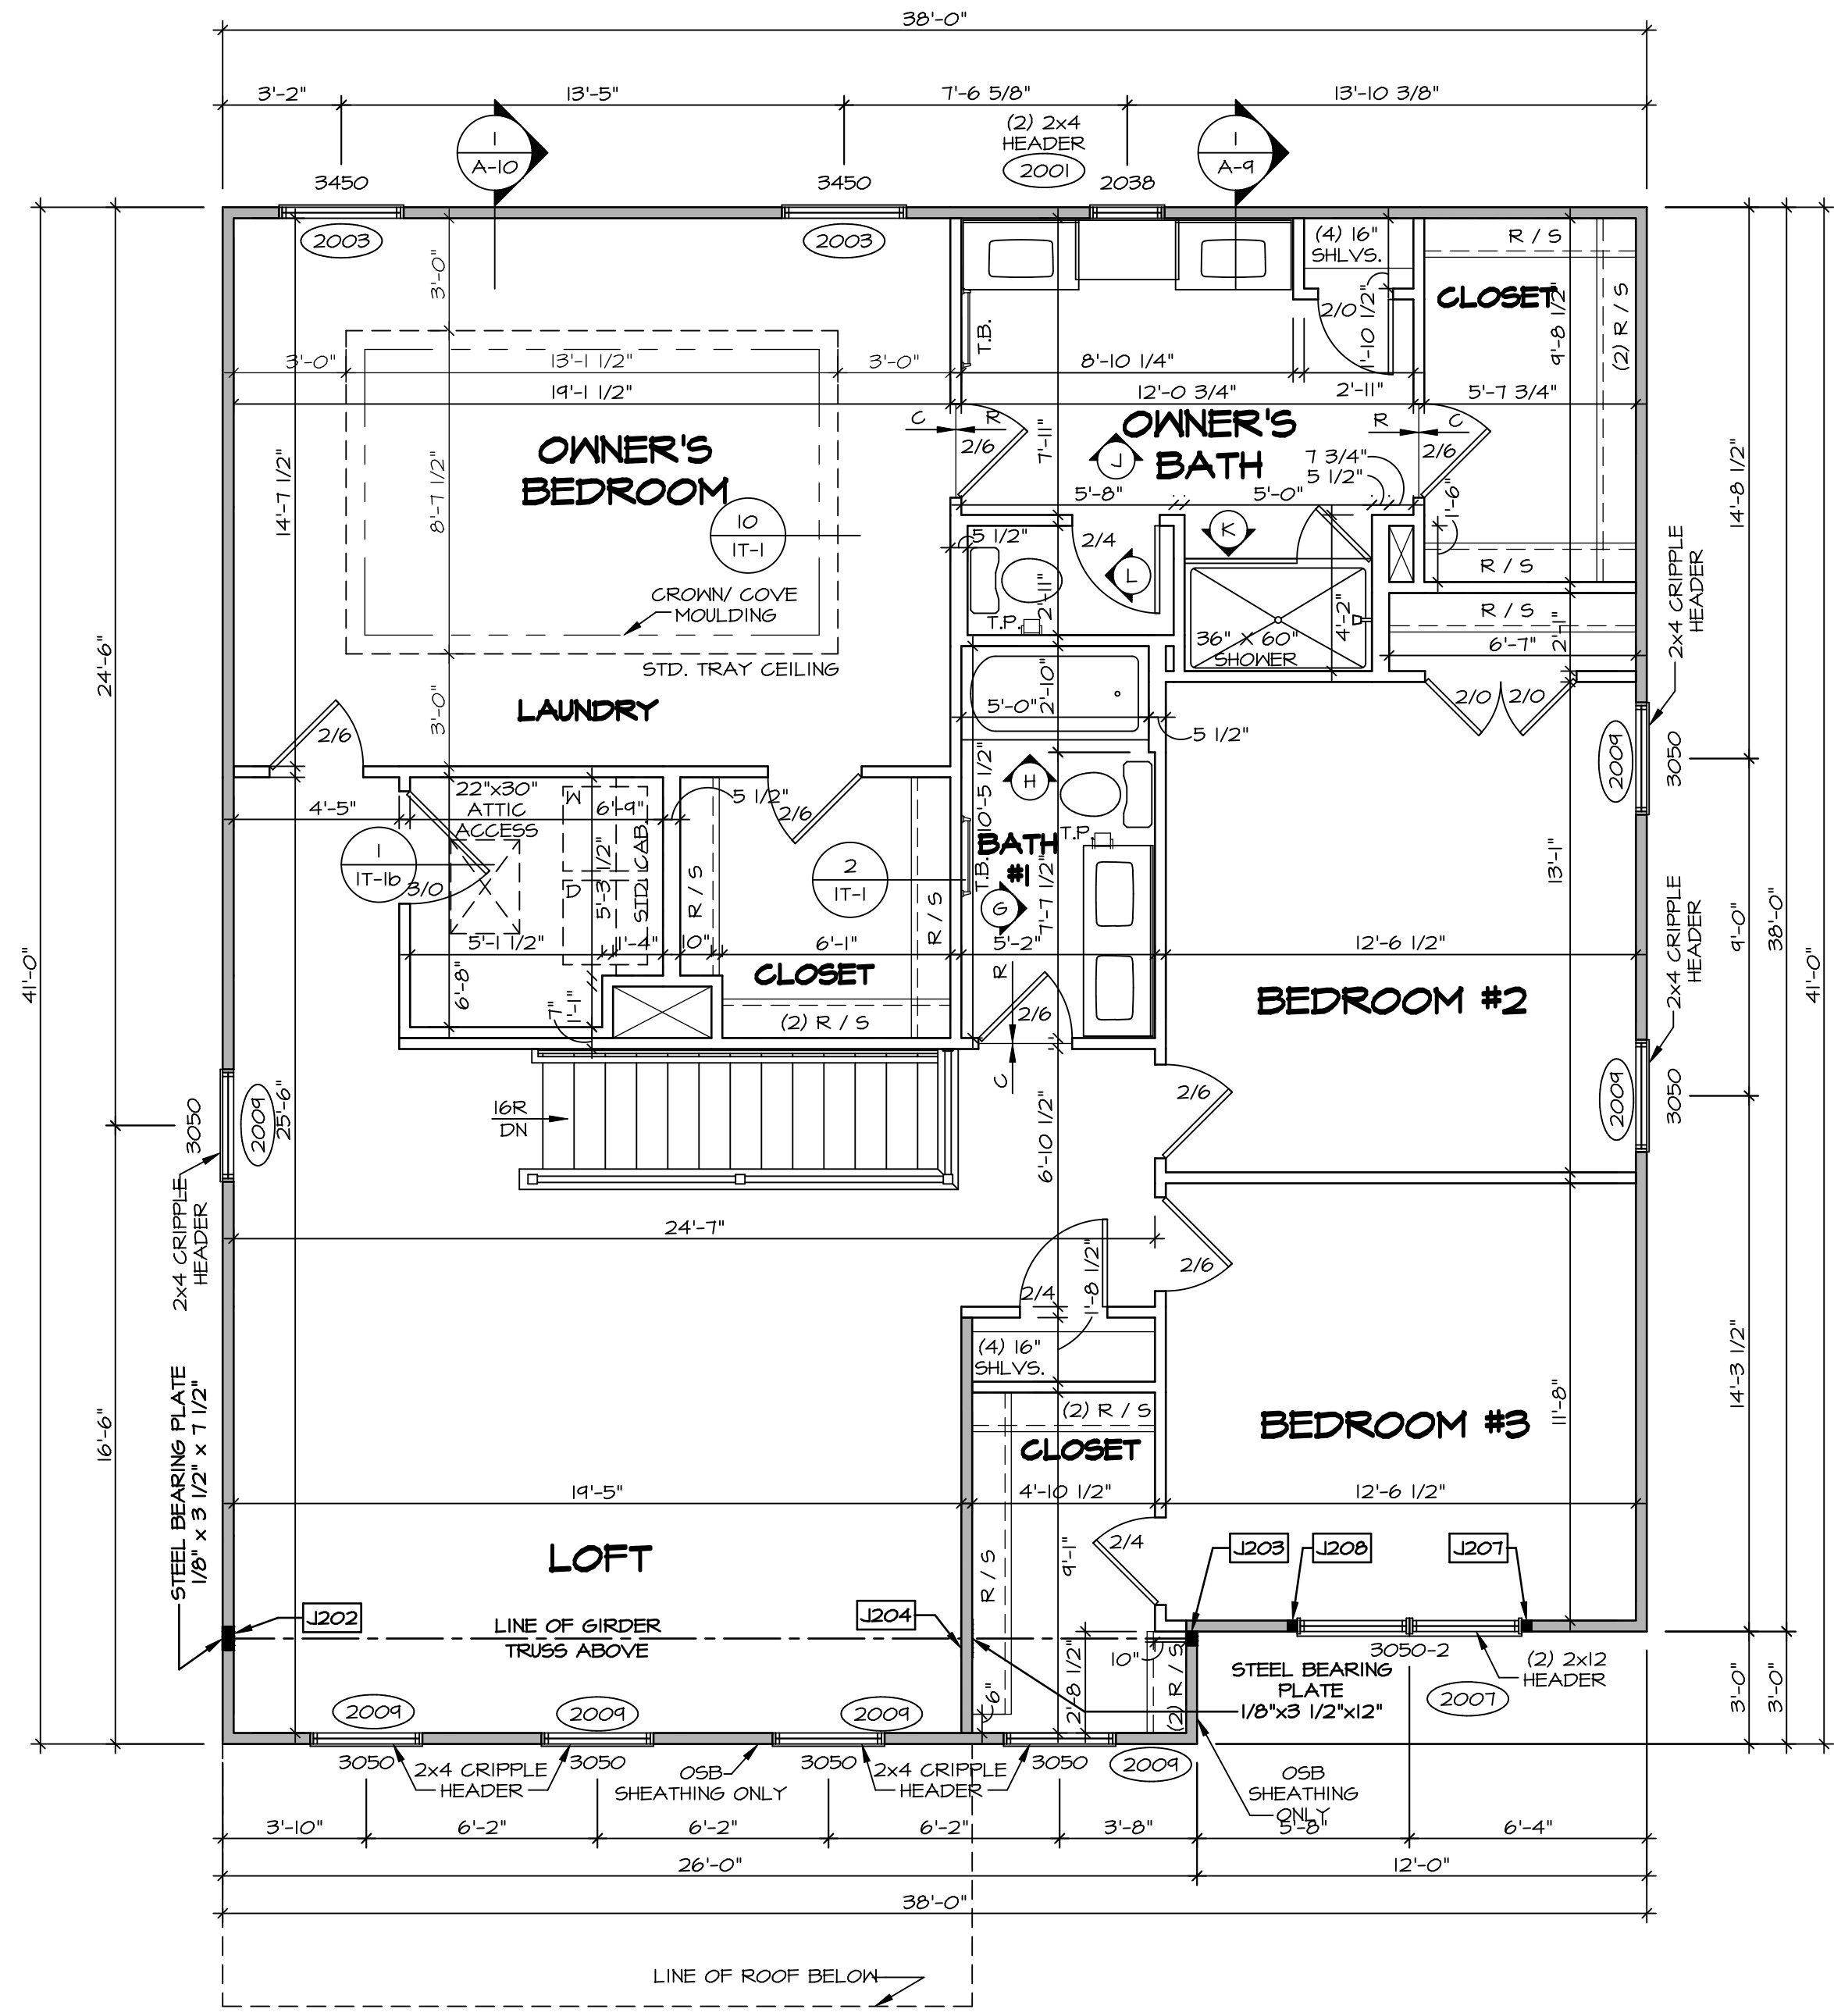 38'-0"
3'-2"
13'-5"
7'-6 5/8"
13'-10 3/8"
(2) 2x4
HEADER
2001
1
A-10
1
A-9
3450
3450
2038
2003
2003
(4) 16"
SHLVS.
R / S
CLOSET
(2) R / S
9'-8 1/2"
3'-0"
2/0
1'-10 1/2"
T.B.
3'-0"
13'-1 1/2"
3'-0"
8'-10 1/4"
19'-1 1/2"
12'-0 3/4"
2'-11"
5'-7 3/4"
C
R
2/6
R
C
2/6
OWNER'S
BEDROOM
OWNER'S
BATH
J
7'-11"
7 3/4"
5 1/2"
14'-7 1/2"
8'-7 1/2"
5'-8"
5'-0"
1'-6"
14'-8 1/2"
10
1T-1
5 1/2"
2/4
K
L
R / S
2x4 CRIPPLE
HEADER
CROWN/ COVE
MOULDING
T.P.
2'-11"
36" X 60"
SHOWER
4'-2"
R / S
6'-7"
2'-1"
24'-6"
STD. TRAY CEILING
LAUNDRY
3'-0"
2'-10"
5'-0"
5 1/2"
2/0
2/0
2/6
2009
3050
22"x30"
ATTIC
ACCESS
W
6'-9"
5 1/2"
2/6
H
10'-5 1/2"
4'-5"
1
1T-1b
3/0
D
5'-3 1/2"
STD. CAB.
R / S
2
1T-1
R / S
T.B.
BATH
#1
T.P.
G
7'-7 1/2"
13'-1"
2x4 CRIPPLE
HEADER
9'-0"
38'-0"
41'-0"
41'-0"
5'-1 1/2"
1'-4"
10"
6'-1"
5'-2"
12'-6 1/2"
CLOSET
6'-8"
7"
1'-1"
(2) R / S
R
2/6
C
BEDROOM #2
2009
3050
3050
2009
25'-6"
16R
DN
6'-10 1/2"
2/6
2x4 CRIPPLE
HEADER
24'-7"
2/6
2/4
1'-8 1/2"
(4) 16"
SHLVS.
14'-3 1/2"
STEEL BEARING PLATE
1/8" x 3 1/2" x 7 1/2"
16'-6"
(2) R / S
CLOSET
BEDROOM #3
11'-8"
19'-5"
4'-10 1/2"
12'-6 1/2"
LOFT
R / S
9'-1"
2/4
J203
J208
J207
J202
LINE OF GIRDER
TRUSS ABOVE
J204
10"
3050-2
(2) 2x12
HEADER
2007
STEEL BEARING
PLATE
1/8"x3 1/2"x12"
6"
2'-8 1/2"
(2) R / S
3'-0"
3'-0"
2009
2009
2009
3050
2x4 CRIPPLE
HEADER
3050
OSB
SHEATHING ONLY
3050
2x4 CRIPPLE
HEADER
3050
2009
OSB
SHEATHING
ONLY
3'-10"
6'-2"
6'-2"
6'-2"
3'-8"
5'-8"
6'-4"
26'-0"
12'-0"
38'-0"
LINE OF ROOF BELOW